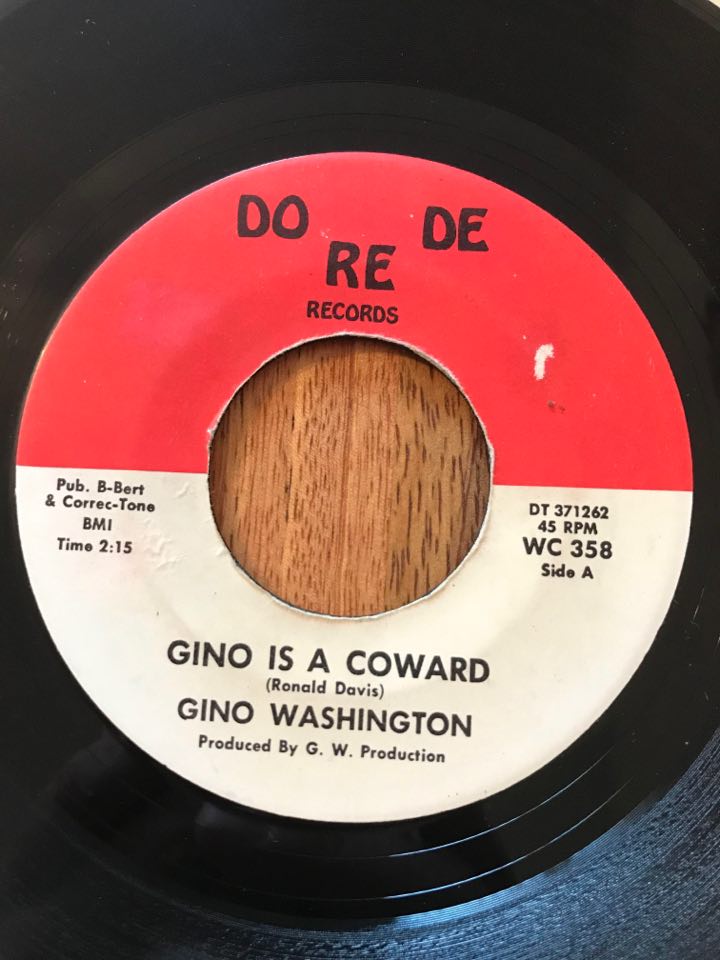 DO RE DE
RECORDS
Pub. B-Bert
& Correc-Tone
BMI
Time 2:15
DT 371262
45 RPM
WC 358
Side A
GINO IS A COWARD
(Ronald Davis)
GINO WASHINGTON
Produced By G. W. Production